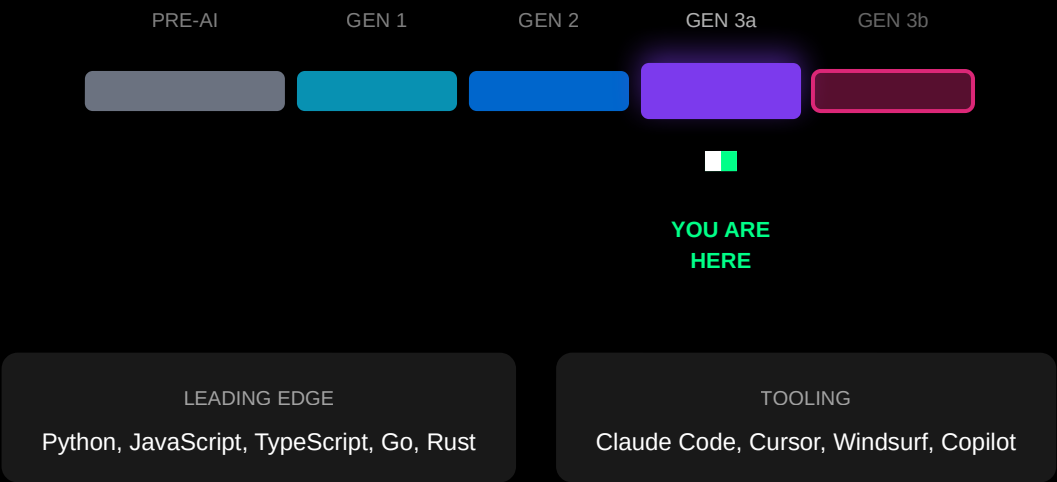 PRE-AI GEN 1 GEN 2 GEN 3a GEN 3b
YOU ARE
HERE
LEADING EDGE
Python, JavaScript, TypeScript, Go, Rust
TOOLING
Claude Code, Cursor, Windsurf, Copilot